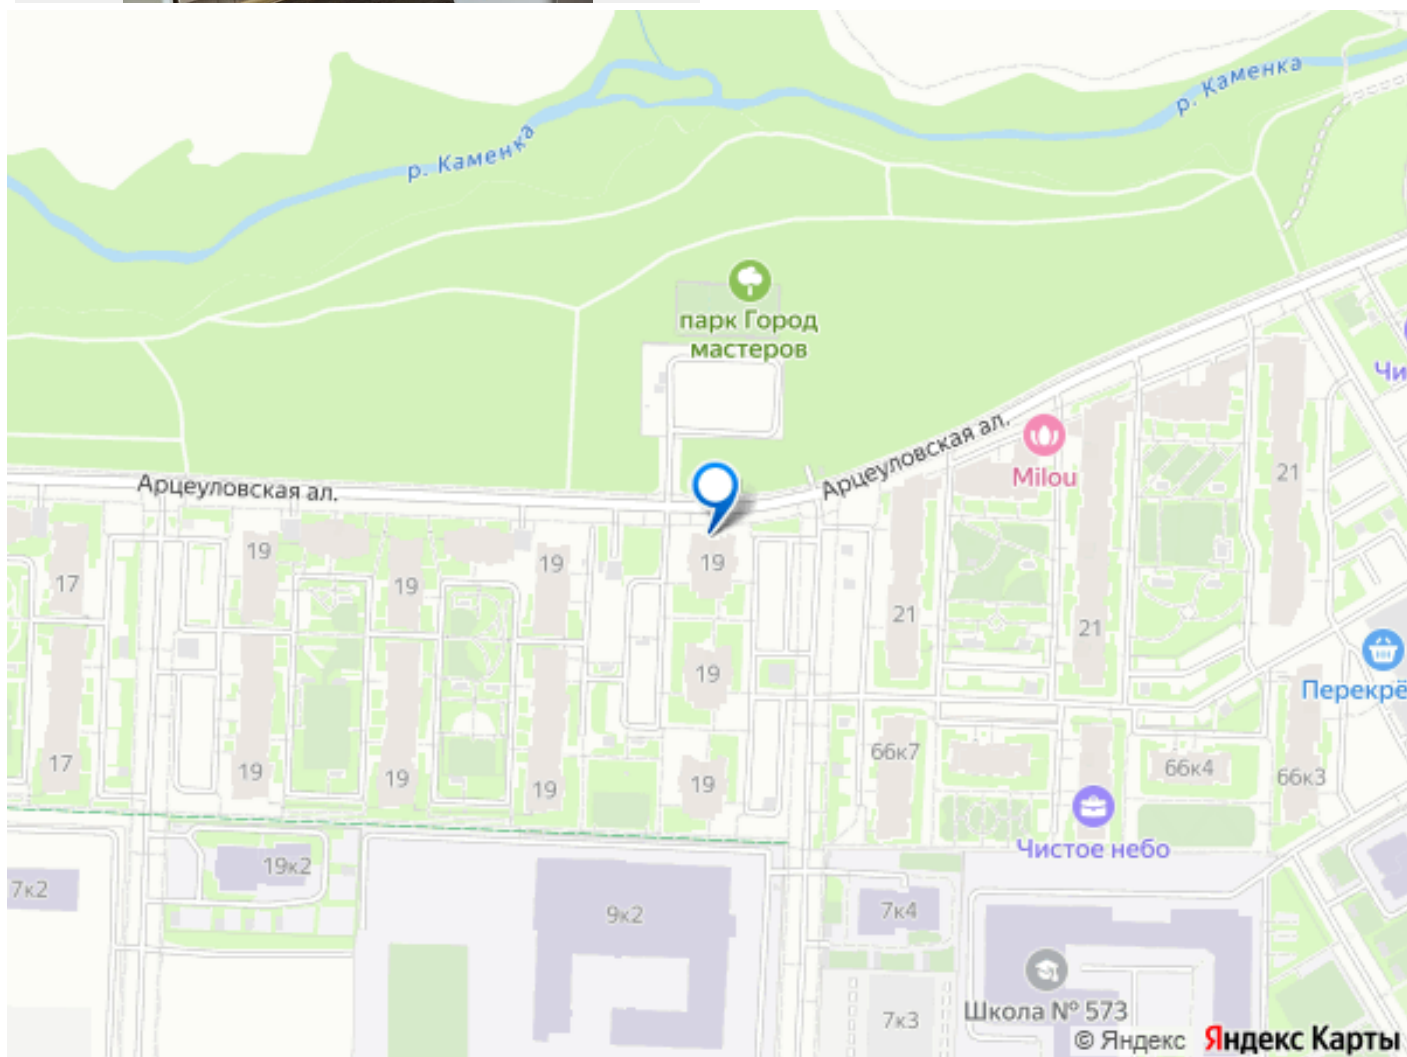 р. Каменка
р. Каменка
парк Город
мастеров
Чи
Арцеуловская ал.
Milou
Арцеуловская ал.
21
19
19
19
19
17
19
21
21
19
Перекрё
66к7
66к4
66к3
17
19
19
19
19
Чистое небо
19к2
7к2
9к2
7к4
Школа № 573
7к3
© Яндекс Яндекс Карты